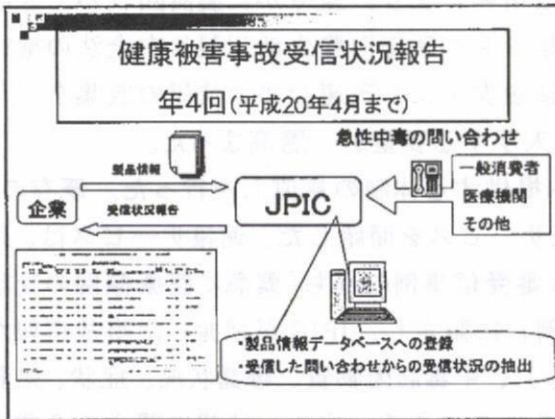 健康被害事故受信状況報告
年4回(平成20年4月まで)
急性中毒の問い合わせ
製品情報
企業
受信状況報告
JPIC
一般消費者
医療機関
その他
・製品情報データベースへの登録
・受信した問い合わせからの受信状況の抽出